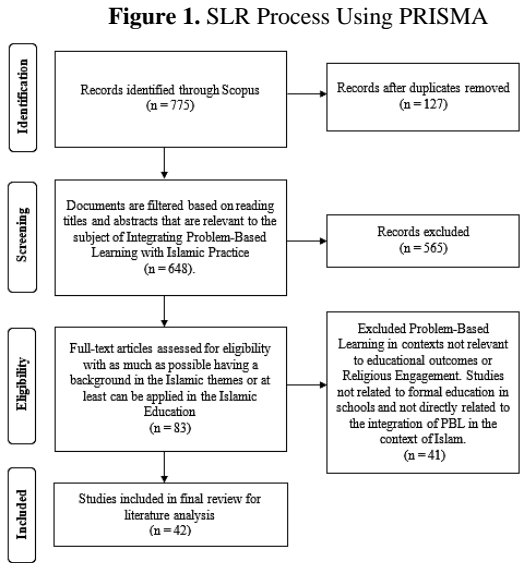 Figure 1. SLR Process Using PRISMA
Identification
Records identified through Scopus
(n = 775)
Records after duplicates removed
(n = 127)
Screening
Documents are filtered based on reading
titles and abstracts that are relevant to the
subject of Integrating Problem-Based
Learning with Islamic Practice
(n = 648).
Records excluded
(n = 565)
Eligibility
Full-text articles assessed for eligibility
with as much as possible having a
background in the Islamic themes or at
least can be applied in the Islamic
Education
(n = 83)
Excluded Problem-Based
Learning in contexts not relevant
to educational outcomes or
Religious Engagement. Studies
not related to formal education in
schools and not directly related to
the integration of PBL in the
context of Islam.
(n = 41)
Included
Studies included in final review for
literature analysis
(n = 42)